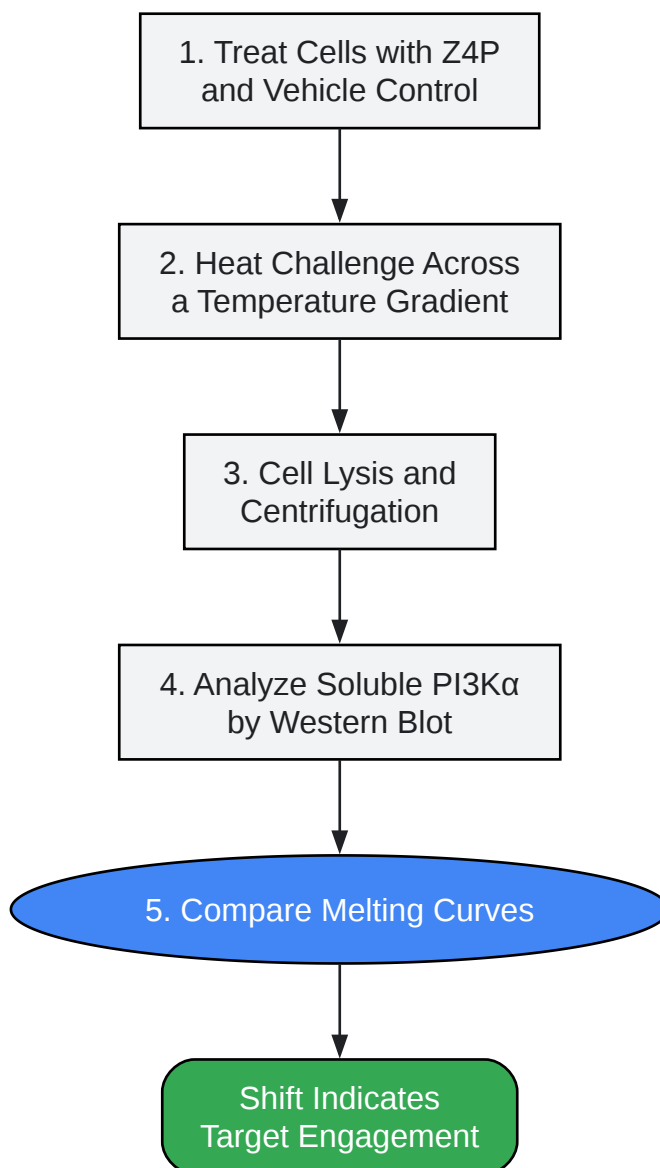 1. Treat Cells with Z4P
and Vehicle Control
2. Heat Challenge Across
a Temperature Gradient
3. Cell Lysis and
Centrifugation
4. Analyze Soluble PI3Kα
by Western Blot
5. Compare Melting Curves
Shift Indicates
Target Engagement